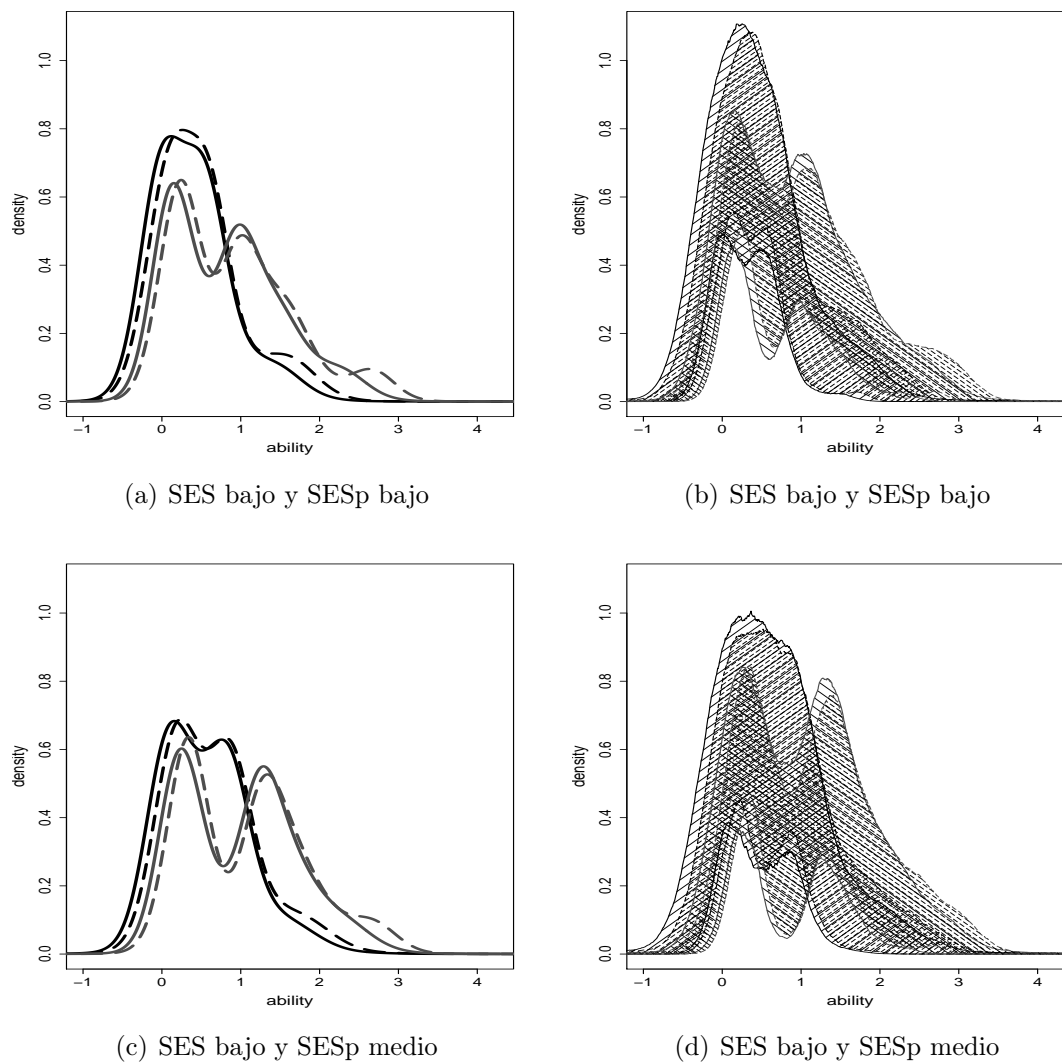 density
0.0 0.2 0.4 0.6 0.8 1.0
−1 0 1 2 3 4
ability
(a) SES bajo y SESp bajo
density
0.0 0.2 0.4 0.6 0.8 1.0
−1 0 1 2 3 4
ability
(b) SES bajo y SESp bajo
density
0.0 0.2 0.4 0.6 0.8 1.0
−1 0 1 2 3 4
ability
(c) SES bajo y SESp medio
density
0.0 0.2 0.4 0.6 0.8 1.0
−1 0 1 2 3 4
ability
(d) SES bajo y SESp medio